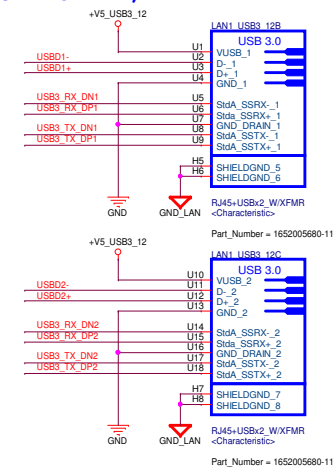 +V5_USB3_12
LAN1_USB3_12B
USB 3.0
U1 VUSB_1
USBD1- U2 D-_1
USBD1+ U3 D+_1
U4 GND_1
USB3_RX_DN1 U5 StdA_SSRX-_1
USB3_RX_DP1 U6 Stda_SSRX+_1
U7 GND_DRAIN_1
USB3_TX_DN1 U8 StdA_SSTX-_1
USB3_TX_DP1 U9 StdA_SSTX+_1
H5 SHIELDGND_5
H6 SHIELDGND_6
GND GND_LAN
RJ45+USBx2_W/XFMR
<Characteristic>
Part_Number = 1652005680-11
+V5_USB3_12
LAN1_USB3_12C
USB 3.0
U10 VUSB_2
USBD2- U11 D-_2
USBD2+ U12 D+_2
U13 GND_2
USB3_RX_DN2 U14 StdA_SSRX-_2
USB3_RX_DP2 U15 StdA_SSRX+_2
U16 GND_DRAIN_2
USB3_TX_DN2 U17 StdA_SSTX-_2
USB3_TX_DP2 U18 StdA_SSTX+_2
H7 SHIELDGND_7
H8 SHIELDGND_8
GND GND_LAN
RJ45+USBx2_W/XFMR
<Characteristic>
Part_Number = 1652005680-11